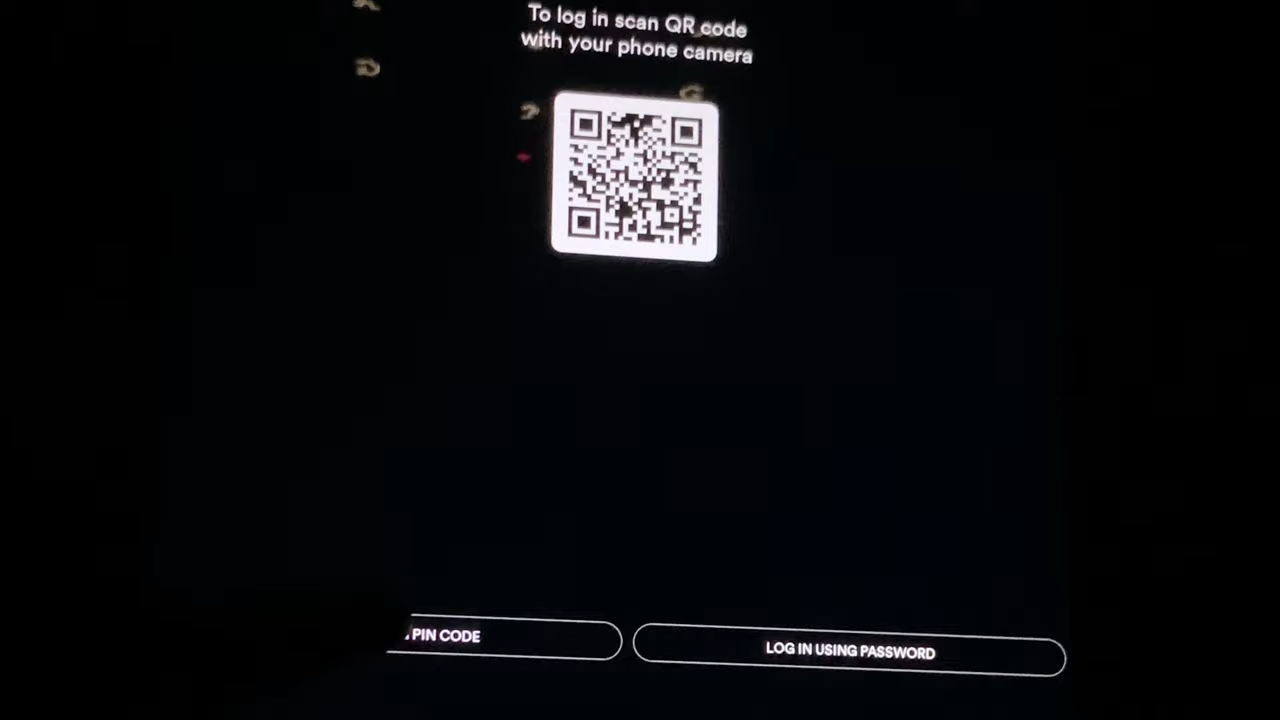 To log in scan QR code
with your phone camera
PIN CODE
LOG IN USING PASSWORD